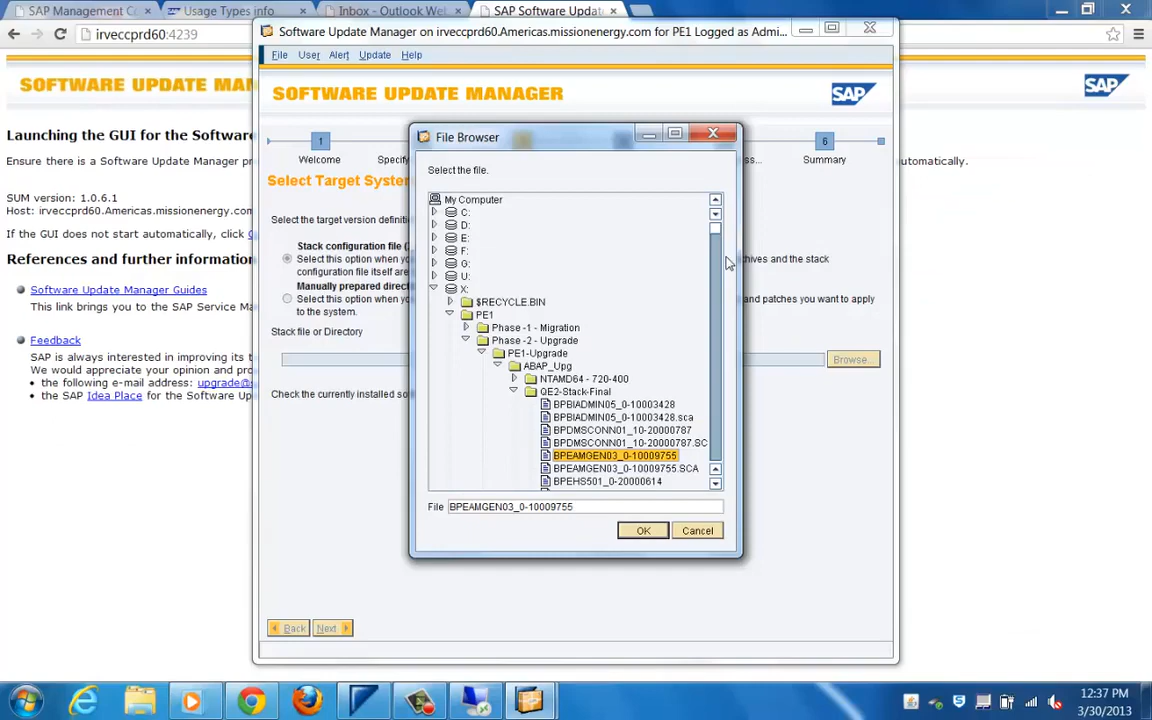 SAP Management C
Usage Types info
Inbox - Outlook Web
SAP Software Upda
irveccprd60:4239
Software Update Manager on irveccprd60.Americas.missionenergy.com for PE1 Logged as Admi...
File User Alert Update Help
SOFTWARE UPDATE MAN
SAP
SOFTWARE UPDATE MANAGER
SAP
Launching the GUI for the Softwar
Ensure there is a Software Update Manager pr
automatically.
SUM version: 1.0.6.1
Host: irveccprd60.Americas.missionenergy.com
If the GUI does not start automatically, click
References and further informatio
Software Update Manager Guides
This link brings you to the SAP Service Ma
Feedback
SAP is always interested in improving its t
We would appreciate your opinion and pro
the following e-mail address: upgrade@s
the SAP Idea Place for the Software Up
1
6
Welcome
Specify
ss...
Summary
Select Target System
Select the target version definiti
Stack configuration file (
Select this option when yo
chives and the stack
configuration file itself are
Manually prepared direc
Select this option when yo
and patches you want to apply
to the system.
Stack file or Directory
Browse...
Check the currently installed so
Back Next
File Browser
Select the file.
My Computer
C:
D:
E:
F:
G:
U:
X:
$RECYCLE.BIN
PE1
Phase -1 - Migration
Phase -2 - Upgrade
PE1-Upgrade
ABAP_Upg
NTAMD64 - 720-400
QE2-Stack-Final
BPBIADMIN05_0-10003428
BPBIADMIN05_0-10003428.sca
BPDMSCONN01_10-20000787
BPDMSCONN01_10-20000787.SC
BPEAMGEN03_0-10009755
BPEAMGEN03_0-10009755.SCA
BPEHS501_0-20000614
File BPEAMGEN03_0-10009755
OK Cancel
12:37 PM
3/30/2013